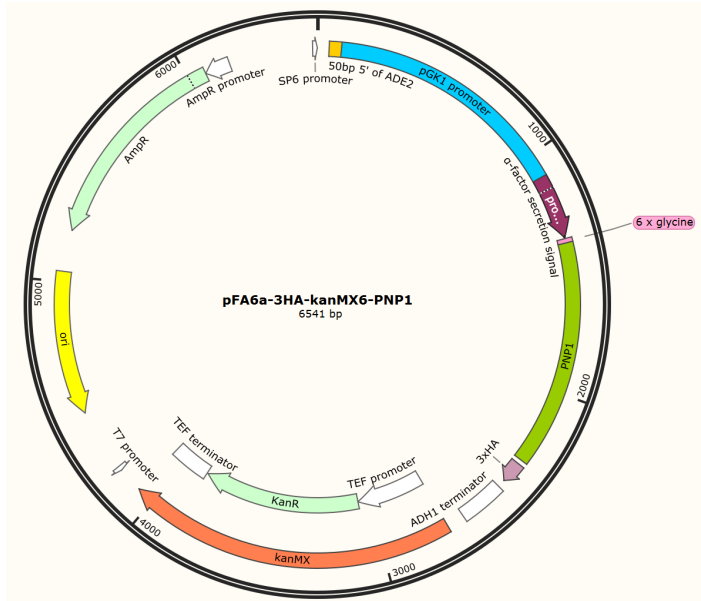 6000
AmpR promoter
SP6 promoter
50bp 5' of ADE2
pGK1 promoter
1000
AmpR
α-factor secretion signal
pro...
6 x glycine
5000
pFA6a-3HA-kanMX6-PNP1
6541 bp
ori
PNP1
2000
TEF terminator
T7 promoter
3xHA
TEF promoter
ADH1 terminator
KanR
4000
kanMX
3000